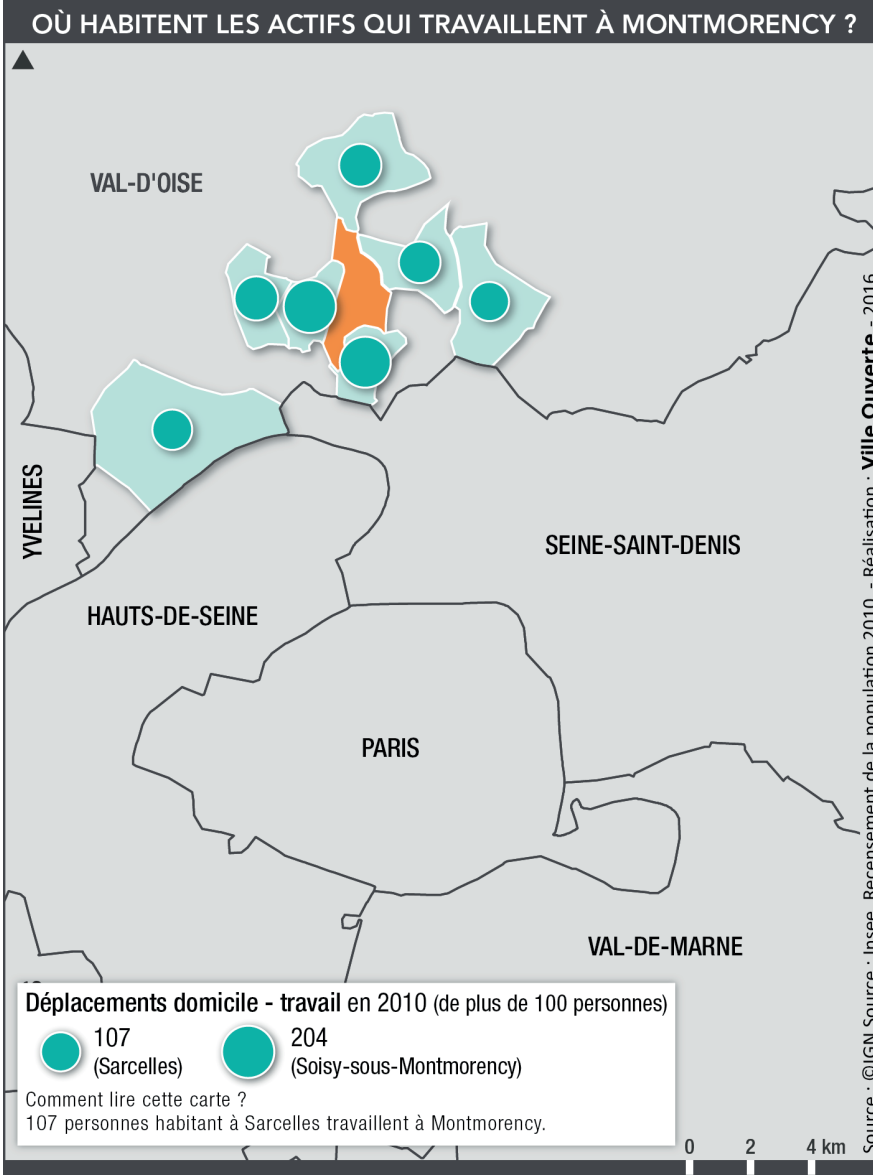 OÙ HABITENT LES ACTIFS QUI TRAVAILLENT À MONTMORENCY ?
VAL-D'OISE
YVELINES
SEINE-SAINT-DENIS
HAUTS-DE-SEINE
PARIS
VAL-DE-MARNE
Déplacements domicile - travail en 2010 (de plus de 100 personnes)
107
(Sarcelles)
204
(Soisy-sous-Montmorency)
Comment lire cette carte ?
107 personnes habitant à Sarcelles travaillent à Montmorency.
0 2 4 km
Source : ©IGN Source : Insee, Recensement de la population 2010 - Réalisation : Ville Ouverte - 2016